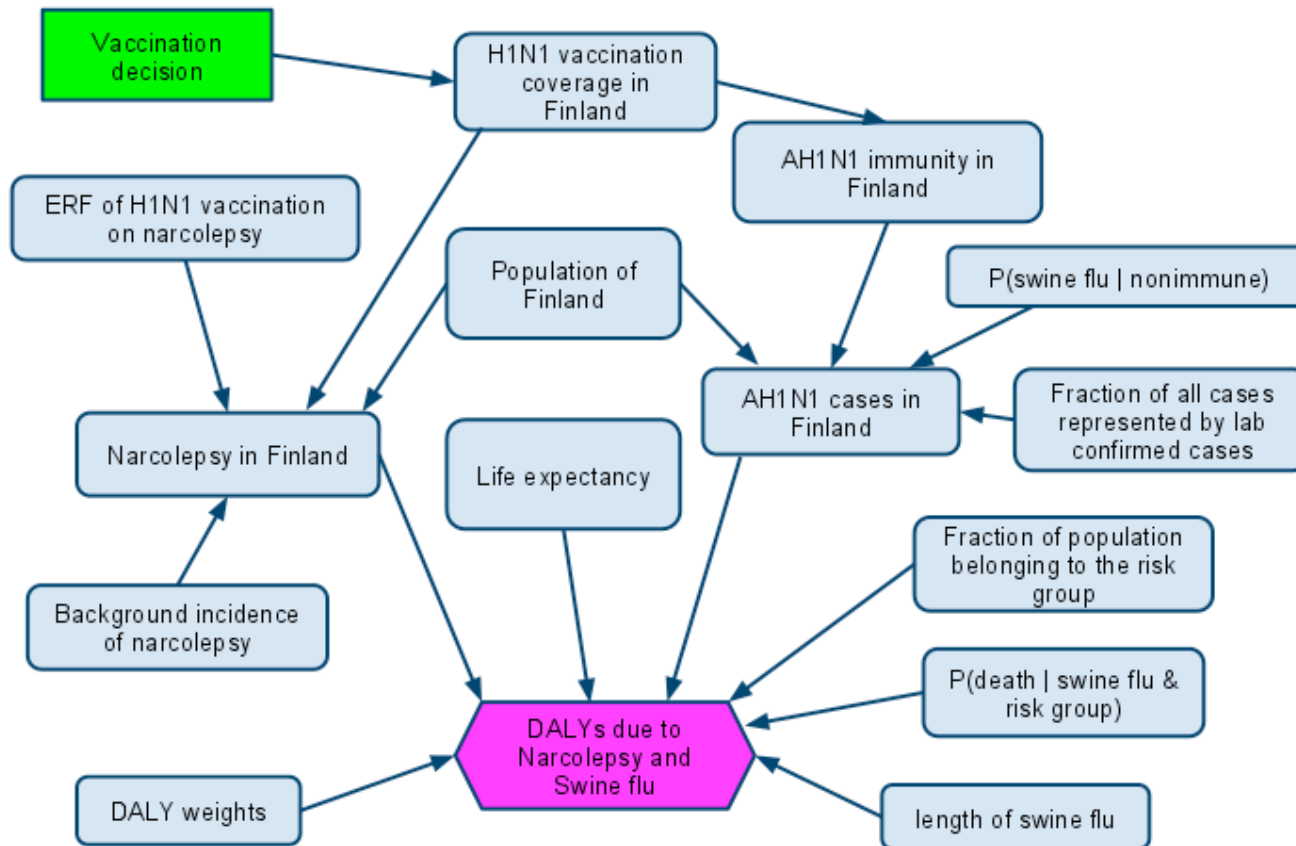 Vaccination
decision
H1N1 vaccination
coverage in
Finland
AH1N1 immunity in
Finland
ERF of H1N1 vaccination
on narcolepsy
Population of
Finland
P(swine flu | nonimmune)
AH1N1 cases in
Finland
Fraction of all cases
represented by lab
confirmed cases
Narcolepsy in Finland
Life expectancy
Fraction of population
belonging to the risk
group
Background incidence
of narcolepsy
P(death | swine flu &
risk group)
DALYs due to
Narcolepsy and
Swine flu
DALY weights
length of swine flu